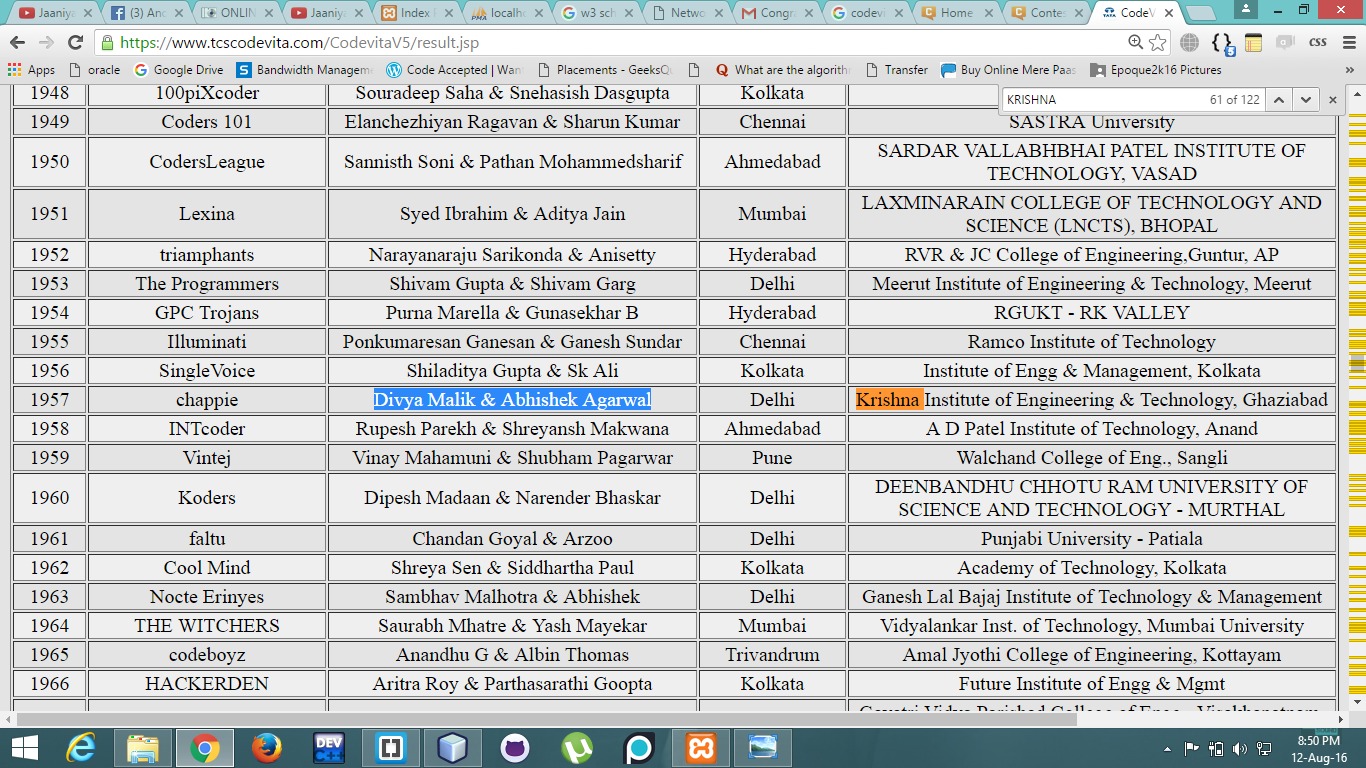 Jaaniya
(3) And
ONLIN
Jaaniya
Index
localho
w3 sch
Netwo
Congra
codevi
Home
Contes
CodeV
https://www.tcscodevita.com/CodevitaV5/result.jsp
Apps oracle Google Drive Bandwidth Managem Code Accepted | Wan Placements - GeeksQ What are the algorith Transfer Buy Online Mere Paas Epoque2k16 Pictures »
KRISHNA 61 of 122
1948 100piXcoder Souradeep Saha & Snehasish Dasgupta Kolkata
1949 Coders 101 Elanchezhiyan Ragavan & Sharun Kumar Chennai SASTRA University
1950 CodersLeague Sannisth Soni & Pathan Mohammedsharif Ahmedabad SARDAR VALLABHBHAI PATEL INSTITUTE OF
TECHNOLOGY, VASAD
1951 Lexina Syed Ibrahim & Aditya Jain Mumbai LAXMINARAIN COLLEGE OF TECHNOLOGY AND
SCIENCE (LNCTS), BHOPAL
1952 triamphants Narayanaraju Sarikonda & Anisetty Hyderabad RVR & JC College of Engineering,Guntur, AP
1953 The Programmers Shivam Gupta & Shivam Garg Delhi Meerut Institute of Engineering & Technology, Meerut
1954 GPC Trojans Purna Marella & Gunasekhar B Hyderabad RGUKT - RK VALLEY
1955 Illuminati Ponkumaresan Ganesan & Ganesh Sundar Chennai Ramco Institute of Technology
1956 SingleVoice Shiladitya Gupta & Sk Ali Kolkata Institute of Engg & Management, Kolkata
1957 chappie Divya Malik & Abhishek Agarwal Delhi Krishna Institute of Engineering & Technology, Ghaziabad
1958 INTcoder Rupesh Parekh & Shreyansh Makwana Ahmedabad A D Patel Institute of Technology, Anand
1959 Vintej Vinay Mahamuni & Shubham Pagarwar Pune Walchand College of Eng., Sangli
1960 Koders Dipesh Madaan & Narender Bhaskar Delhi DEENBANDHU CHHOTU RAM UNIVERSITY OF
SCIENCE AND TECHNOLOGY - MURTHAL
1961 faltu Chandan Goyal & Arzoo Delhi Punjabi University - Patiala
1962 Cool Mind Shreya Sen & Siddhartha Paul Kolkata Academy of Technology, Kolkata
1963 Nocte Erinyes Sambhav Malhotra & Abhishek Delhi Ganesh Lal Bajaj Institute of Technology & Management
1964 THE WITCHERS Saurabh Mhatre & Yash Mayekar Mumbai Vidyalankar Inst. of Technology, Mumbai University
1965 codeboyz Anandhu G & Albin Thomas Trivandrum Amal Jyothi College of Engineering, Kottayam
1966 HACKERDEN Aritra Roy & Parthasarathi Goopta Kolkata Future Institute of Engg & Mgmt
8:50 PM
12-Aug-16